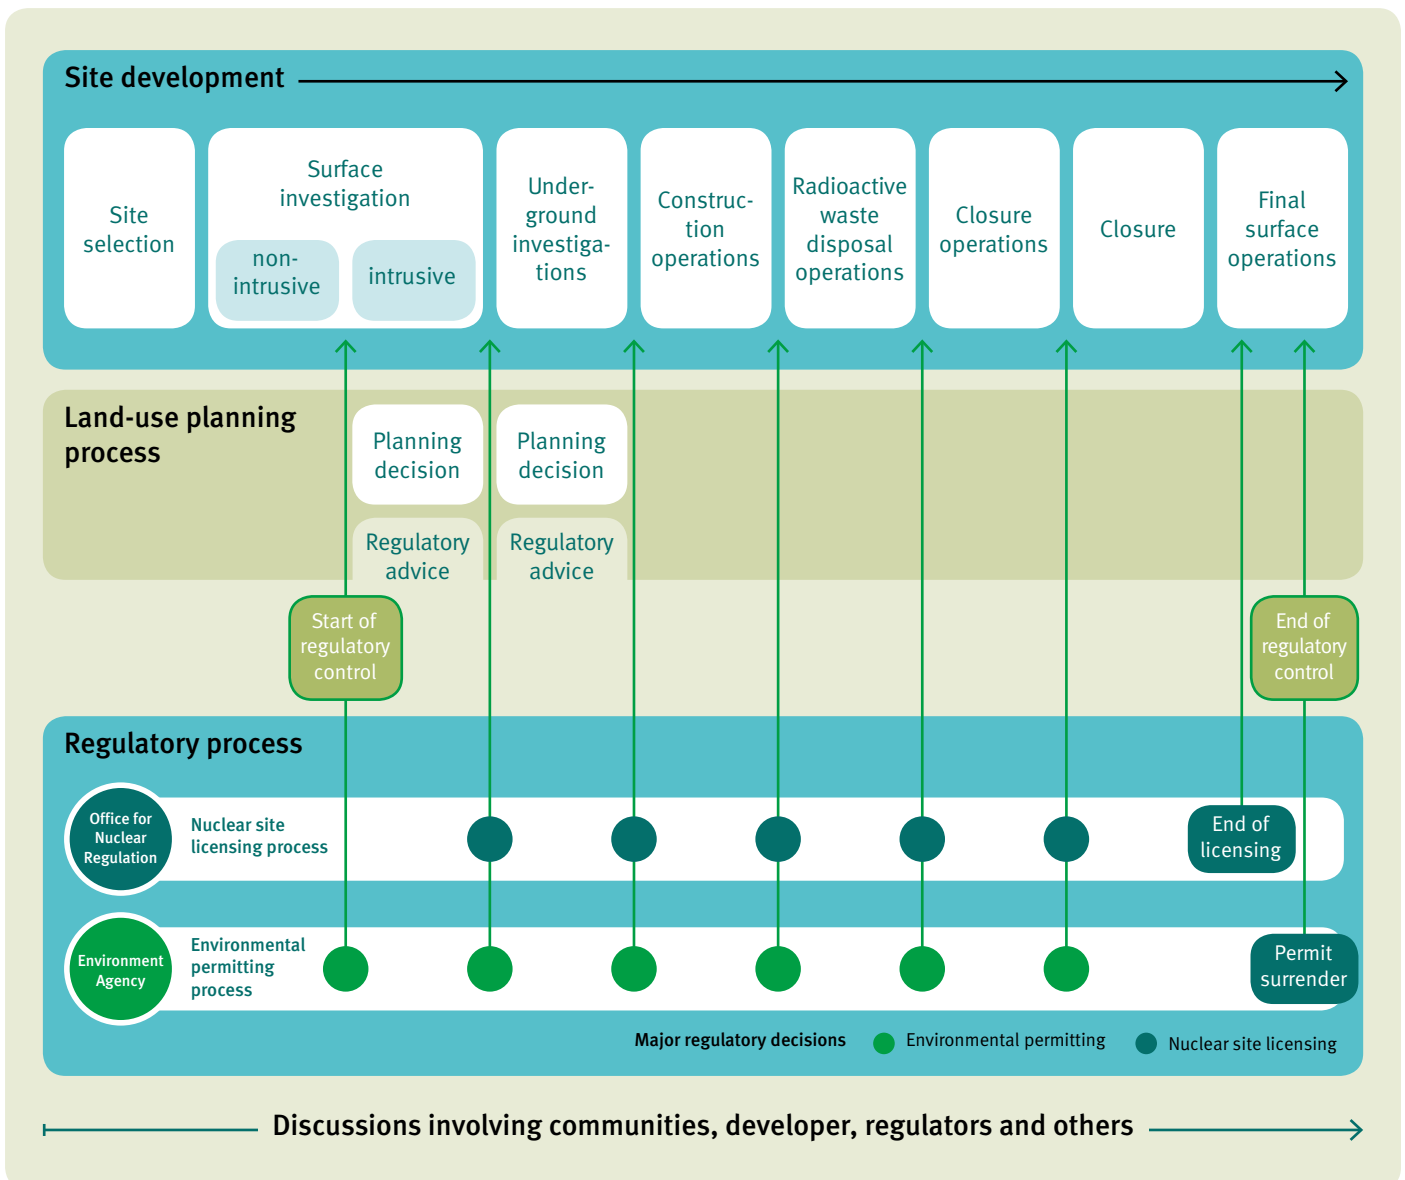 Site development
Site
selection
Surface
investigation
non-
intrusive
intrusive
Under-
ground
investiga-
tions
Construc-
tion
operations
Radioactive
waste
disposal
operations
Closure
operations
Closure
Final
surface
operations
Land-use planning
process
Planning
decision
Planning
decision
Regulatory
advice
Regulatory
advice
Start of
regulatory
control
End of
regulatory
control
Regulatory process
Office for
Nuclear
Regulation
Nuclear site
licensing process
End of
licensing
Environment
Agency
Environmental
permitting
process
Permit
surrender
Major regulatory decisions
Environmental permitting
Nuclear site licensing
Discussions involving communities, developer, regulators and others